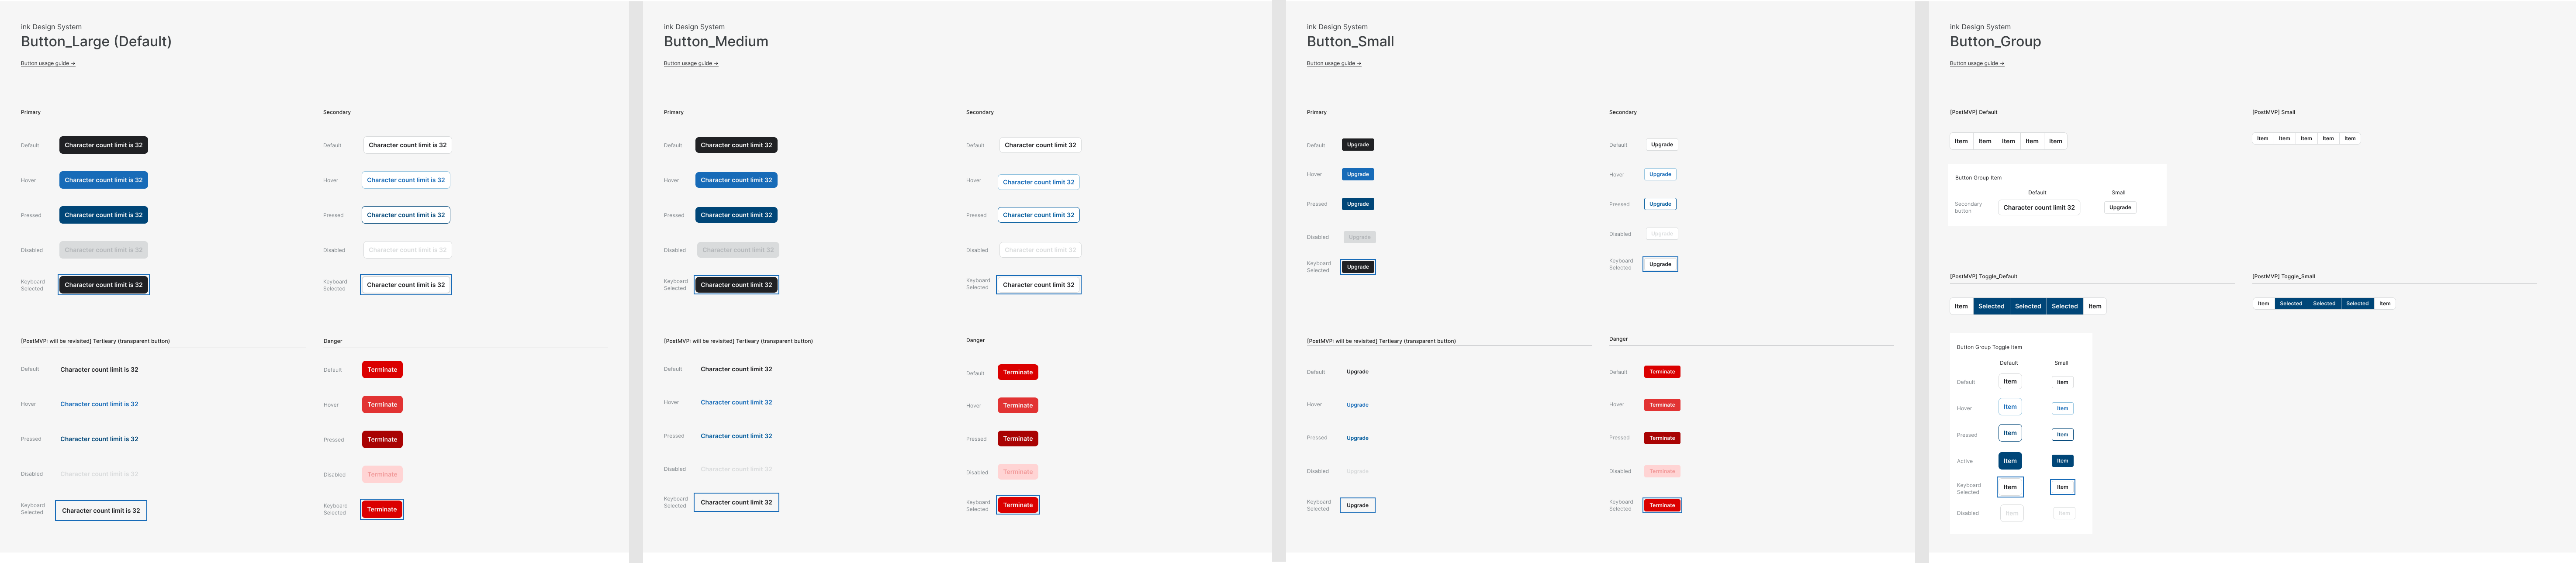 ink Design System
Button_Large (Default)
Button usage guide →
Primary
Default
Character count limit is 32
Hover
Character count limit is 32
Pressed
Character count limit is 32
Disabled
Character count limit is 32
Keyboard
Selected
Character count limit is 32
Secondary
Default
Character count limit 32
Hover
Character count limit is 32
Pressed
Character count limit is 32
Disabled
Character count limit 32
Keyboard
Selected
Character count limit 32
[PostMVP: will be revisited] Tertieary (transparent button)
Default
Character count limit is 32
Hover
Character count limit is 32
Pressed
Character count limit is 32
Disabled
Character count limit is 32
Keyboard
Selected
Character count limit is 32
Danger
Default
Terminate
Hover
Terminate
Pressed
Terminate
Disabled
Terminate
Keyboard
Selected
Terminate
ink Design System
Button_Medium
Button usage guide →
Primary
Default
Character count limit 32
Hover
Character count limit 32
Pressed
Character count limit 32
Disabled
Character count limit 32
Keyboard
Selected
Character count limit 32
Secondary
Default
Character count limit 32
Hover
Character count limit 32
Pressed
Character count limit 32
Disabled
Character count limit 32
Keyboard
Selected
Character count limit 32
[PostMVP: will be revisited] Tertieary (transparent button)
Default
Character count limit 32
Hover
Character count limit 32
Pressed
Character count limit 32
Disabled
Character count limit 32
Keyboard
Selected
Character count limit 32
Danger
Default
Terminate
Hover
Terminate
Pressed
Terminate
Disabled
Terminate
Keyboard
Selected
Terminate
ink Design System
Button_Small
Button usage guide →
Primary
Default
Upgrade
Hover
Upgrade
Pressed
Upgrade
Disabled
Upgrade
Keyboard
Selected
Upgrade
Secondary
Default
Upgrade
Hover
Upgrade
Pressed
Upgrade
Disabled
Upgrade
Keyboard
Selected
Upgrade
[PostMVP: will be revisited] Tertieary (transparent button)
Default
Upgrade
Hover
Upgrade
Pressed
Upgrade
Disabled
Upgrade
Keyboard
Selected
Upgrade
Danger
Default
Terminate
Hover
Terminate
Pressed
Terminate
Disabled
Terminate
Keyboard
Selected
Terminate
ink Design System
Button_Group
Button usage guide →
[PostMVP] Default
Item Item Item Item Item
Button Group Item
Default Small
Secondary
button
Character count limit 32
Upgrade
[PostMVP] Small
Item Item Item Item Item
[PostMVP] Toggle_Default
Item Selected Selected Selected Item
Button Group Toggle Item
Default Small
Default Item Item
Hover Item Item
Pressed Item Item
Active Item Item
Keyboard
Selected
Item Item
Disabled Item Item
[PostMVP] Toggle_Small
Item Selected Selected Selected Item